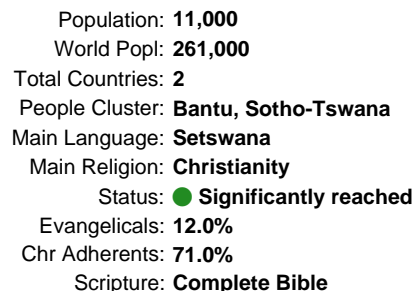 Population: 11,000
World Popl: 261,000
Total Countries: 2
People Cluster: Bantu, Sotho-Tswana
Main Language: Setswana
Main Religion: Christianity
Status: Significantly reached
Evangelicals: 12.0%
Chr Adherents: 71.0%
Scripture: Complete Bible